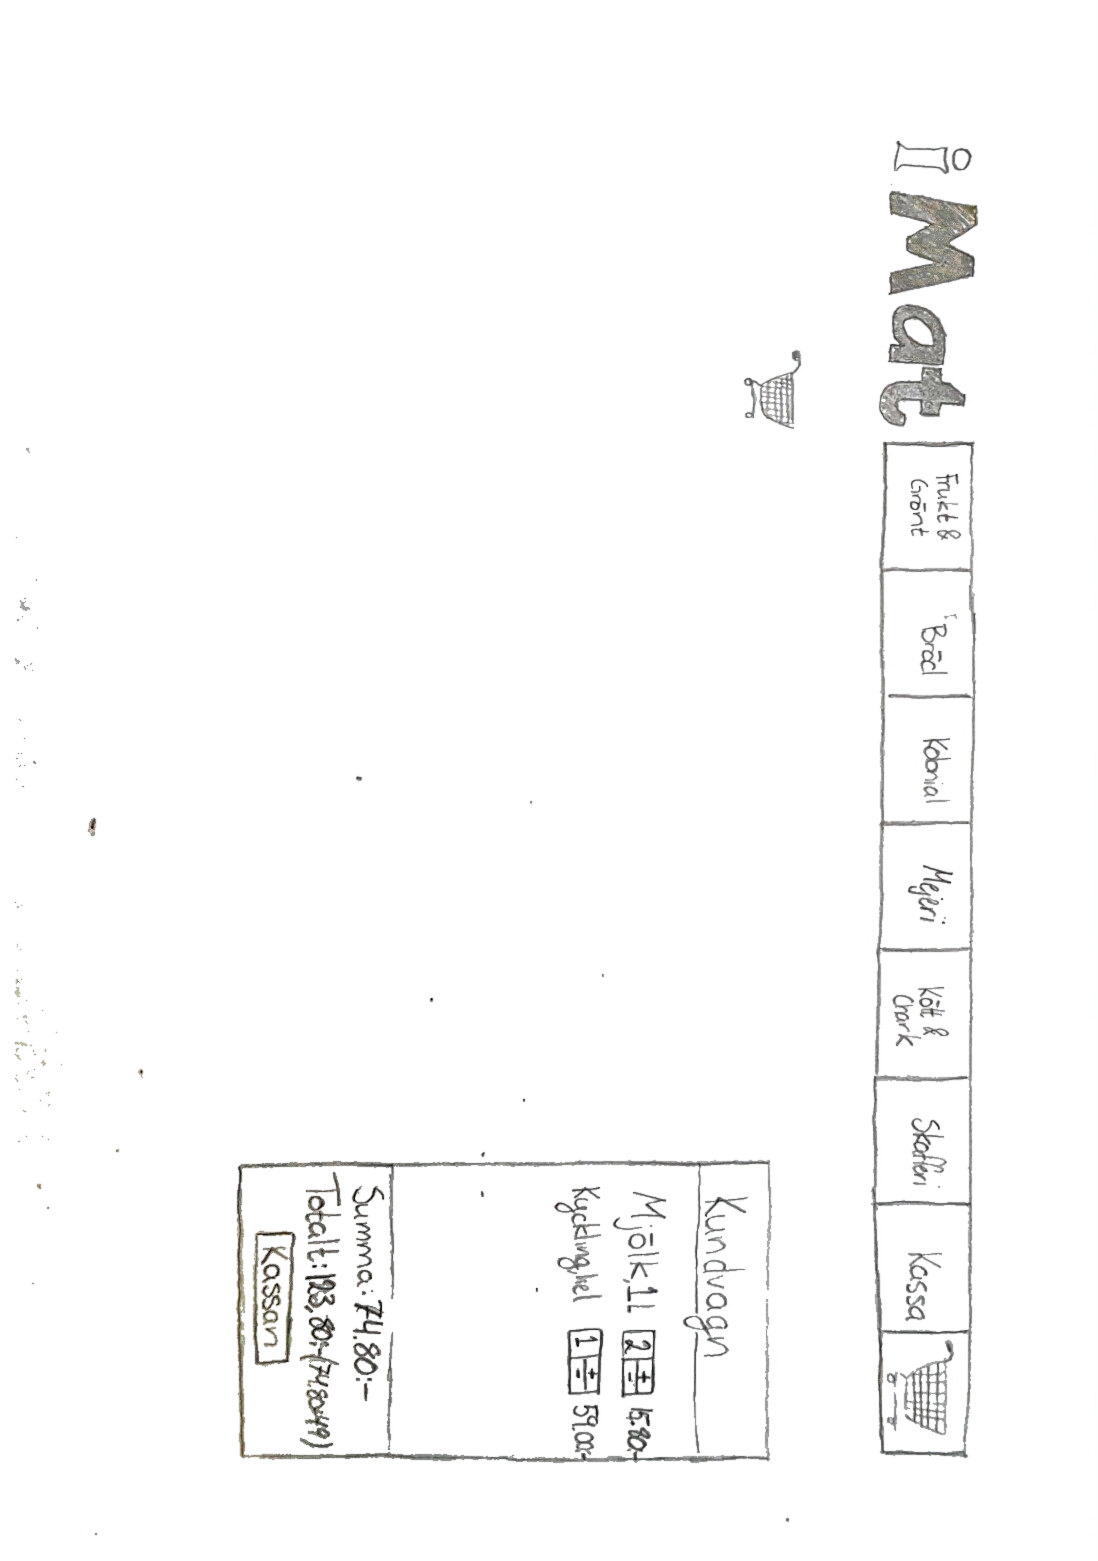 iMat
Frukt &
Grönt
Bröd
Kolonial
Mejeri
Kött &
Chark
Skafferi
Kassa
Kundvagn
Mjölk, 1L 2 + - 15.80:-
Kyckling, hel 1 + - 59.00:-
Summa: 74.80:-
Totalt: 123,80:-(74.80+49)
Kassan